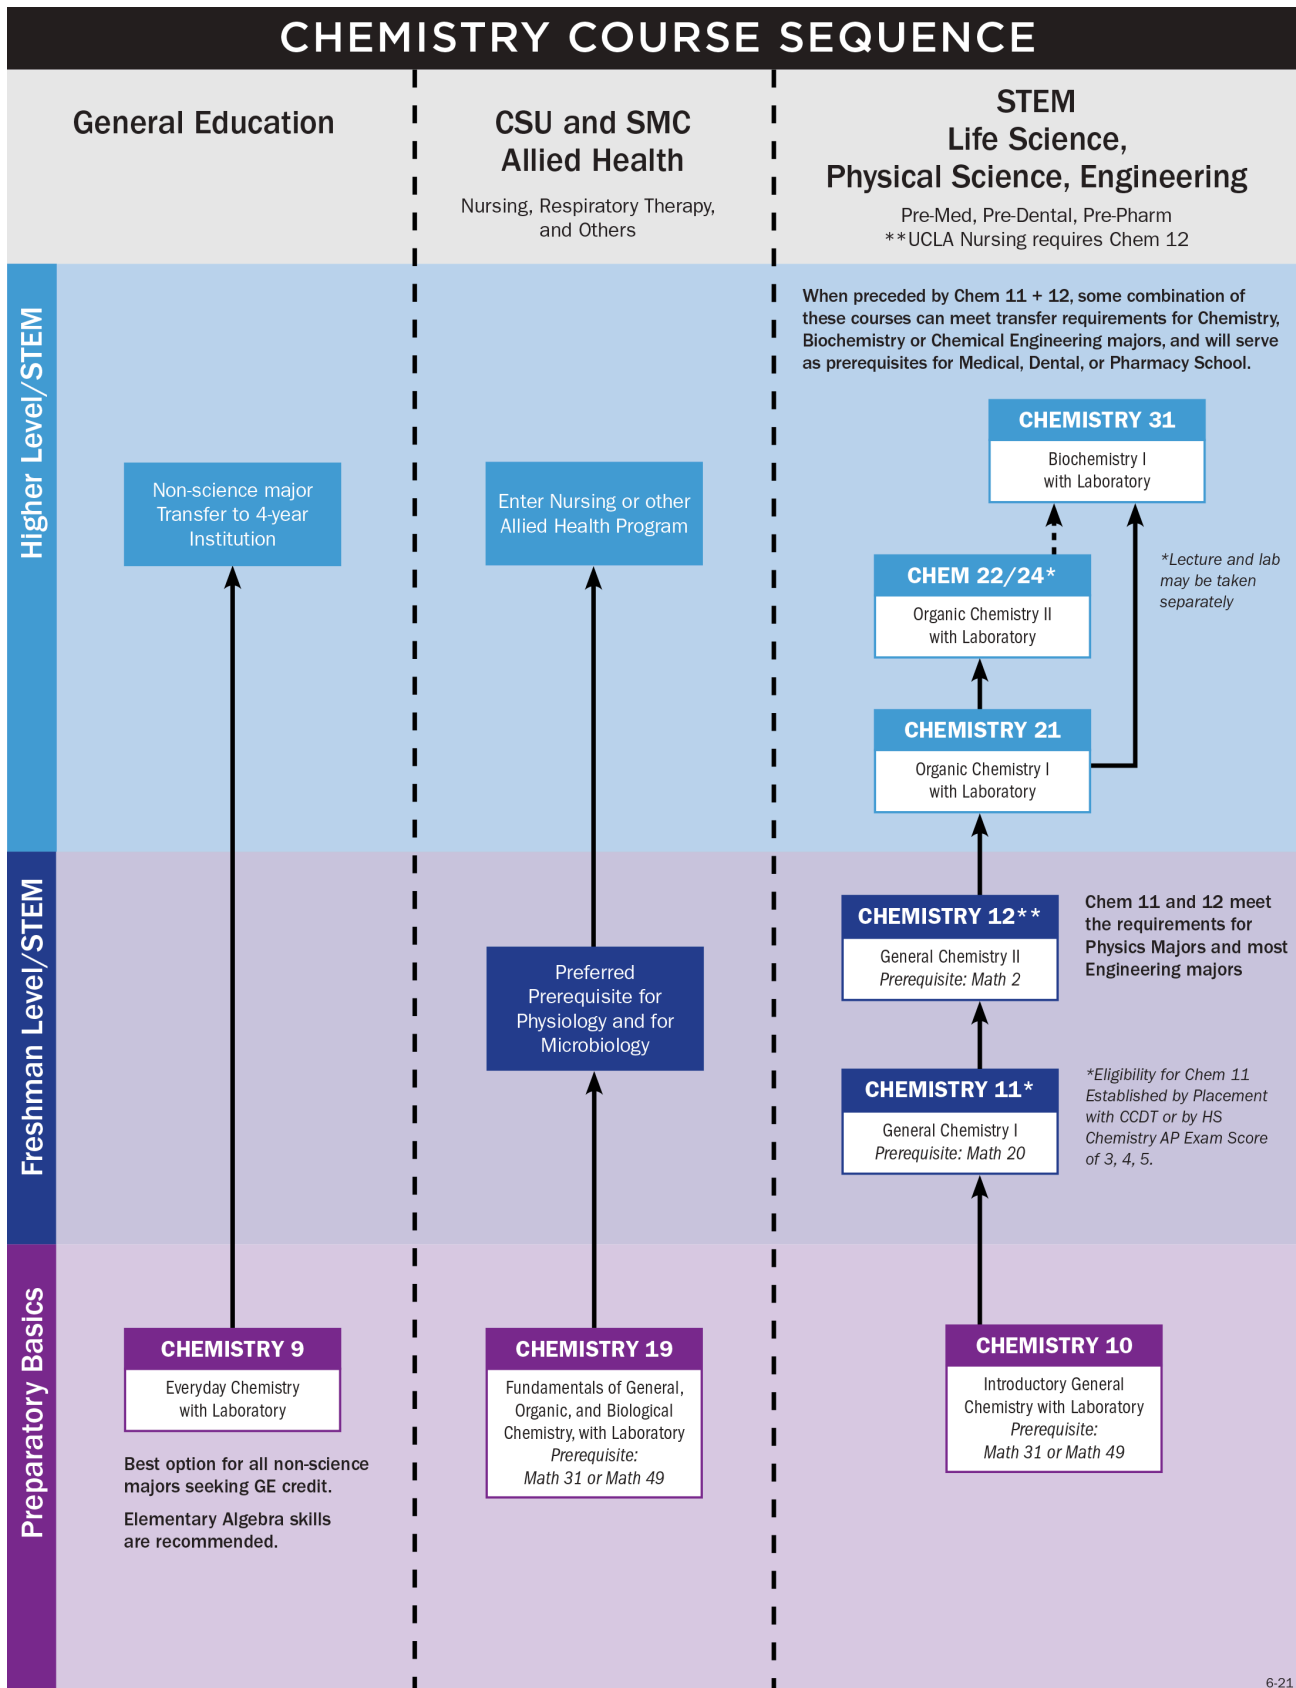 CHEMISTRY COURSE SEQUENCE
General Education
CSU and SMC
Allied Health
Nursing, Respiratory Therapy,
and Others
STEM
Life Science,
Physical Science, Engineering
Pre-Med, Pre-Dental, Pre-Pharm
**UCLA Nursing requires Chem 12
Higher Level/STEM
Non-science major
Transfer to 4-year
Institution
Enter Nursing or other
Allied Health Program
When preceded by Chem 11 + 12, some combination of
these courses can meet transfer requirements for Chemistry,
Biochemistry or Chemical Engineering majors, and will serve
as prerequisites for Medical, Dental, or Pharmacy School.
CHEMISTRY 31
Biochemistry I
with Laboratory
*Lecture and lab
may be taken
separately
CHEM 22/24*
Organic Chemistry II
with Laboratory
CHEMISTRY 21
Organic Chemistry I
with Laboratory
Freshman Level/STEM
Preferred
Prerequisite for
Physiology and for
Microbiology
CHEMISTRY 12**
General Chemistry II
Prerequisite: Math 2
Chem 11 and 12 meet
the requirements for
Physics Majors and most
Engineering majors
CHEMISTRY 11*
General Chemistry I
Prerequisite: Math 20
*Eligibility for Chem 11
Established by Placement
with CCDT or by HS
Chemistry AP Exam Score
of 3, 4, 5.
Preparatory Basics
CHEMISTRY 9
Everyday Chemistry
with Laboratory
Best option for all non-science
majors seeking GE credit.
Elementary Algebra skills
are recommended.
CHEMISTRY 19
Fundamentals of General,
Organic, and Biological
Chemistry, with Laboratory
Prerequisite:
Math 31 or Math 49
CHEMISTRY 10
Introductory General
Chemistry with Laboratory
Prerequisite:
Math 31 or Math 49
6-21